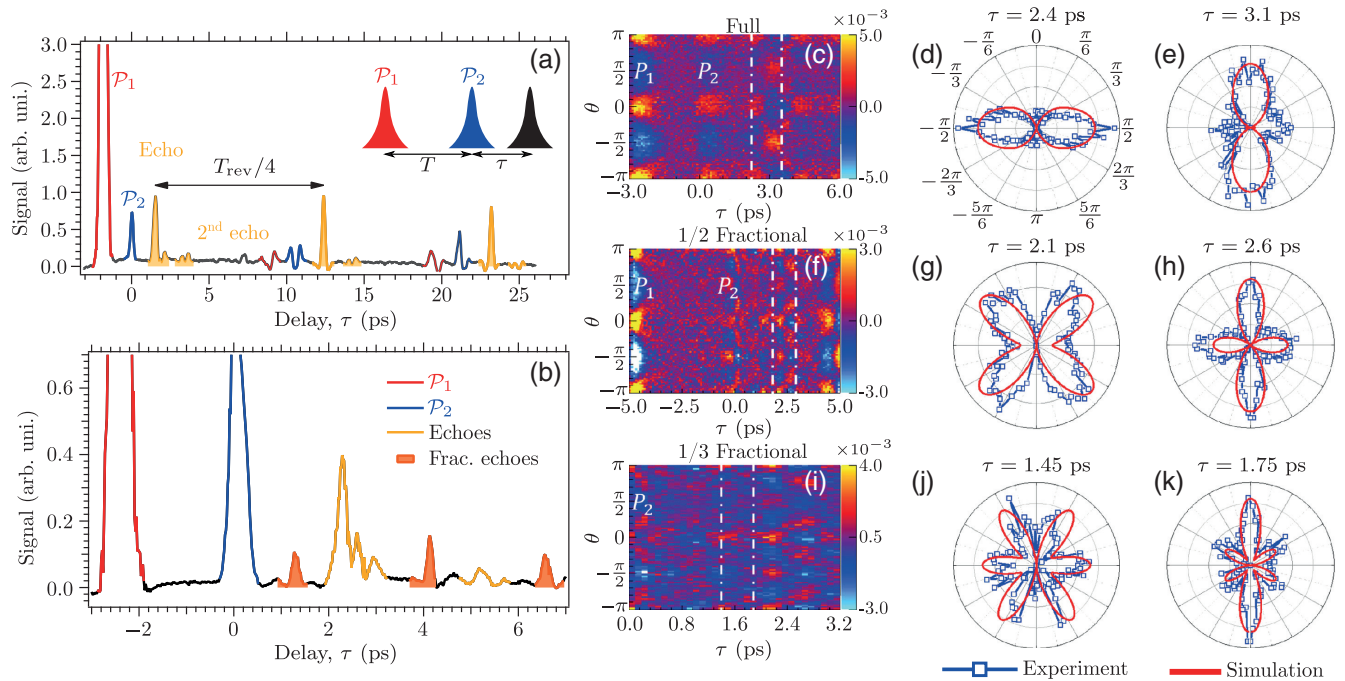 (a)
Signal (arb. uni.)
3.0
2.5
2.0
1.5
1.0
0.5
0.0
𝒫1
Echo
𝒫2
2nd echo
Trev/4
𝒫1
𝒫2
T
τ
0
5
10
15
20
25
Delay, τ (ps)
(b)
Signal (arb. uni.)
0.6
0.4
0.2
0.0
𝒫1
𝒫2
Echoes
Frac. echoes
−2
0
2
4
6
Delay, τ (ps)
Full
(c)
×10−3
5.0
0.0
−5.0
P1
P2
θ
π
π/2
0
−π/2
−π
−3.0
0.0
3.0
6.0
τ (ps)
1/2 Fractional
(f)
×10−3
3.0
0.0
−3.0
P1
P2
θ
π
π/2
0
−π/2
−π
−5.0
−2.5
0.0
2.5
5.0
τ (ps)
1/3 Fractional
(i)
×10−3
4.0
0.5
−3.0
P2
θ
π
π/2
0
−π/2
−π
0.0
0.8
1.6
2.4
3.2
τ (ps)
τ = 2.4 ps
(d)
0
π/6
π/3
π/2
2π/3
5π/6
π
−5π/6
−2π/3
−π/2
−π/3
−π/6
τ = 3.1 ps
(e)
τ = 2.1 ps
(g)
τ = 2.6 ps
(h)
τ = 1.45 ps
(j)
τ = 1.75 ps
(k)
Experiment
Simulation